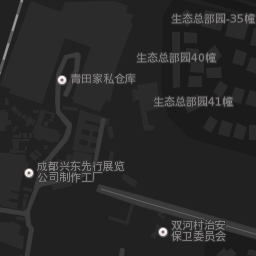 生态总部园-35幢
生态总部园40幢
青田家私仓库
生态总部园41幢
成都兴东先行展览
公司制作工厂
双河村治安
保卫委员会